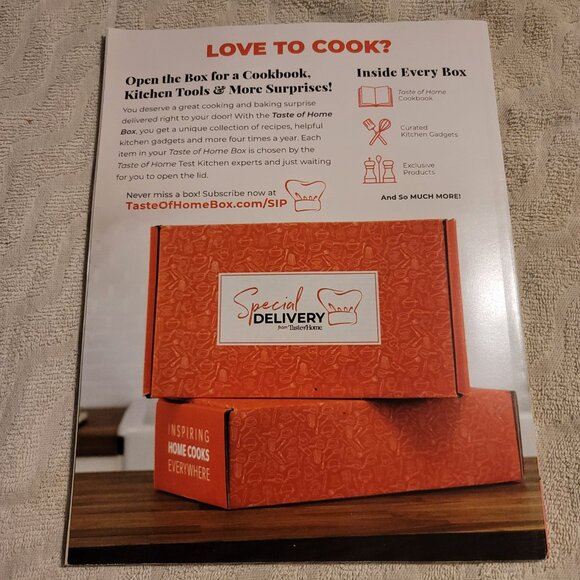 LOVE TO COOK?
Open the Box for a Cookbook,
Kitchen Tools & More Surprises!
You deserve a great cooking and baking surprise
delivered right to your door! With the Taste of Home
Box, you get a unique collection of recipes, helpful
kitchen gadgets and more four times a year. Each
item in your Taste of Home Box is chosen by the
Taste of Home Test Kitchen experts and just waiting
for you to open the lid.
Never miss a box! Subscribe now at
TasteOfHomeBox.com/SIP
Inside Every Box
Taste of Home
Cookbook
Curated
Kitchen Gadgets
Exclusive
Products
And So MUCH MORE!
Special
DELIVERY
from Taste of Home
INSPIRING
HOME COOKS
EVERYWHERE